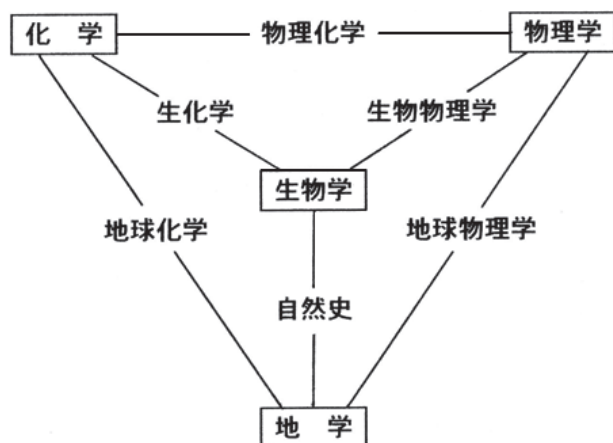 化 学
物理化学
物理学
生化学
生物物理学
生物学
地球化学
地球物理学
自然史
地 学